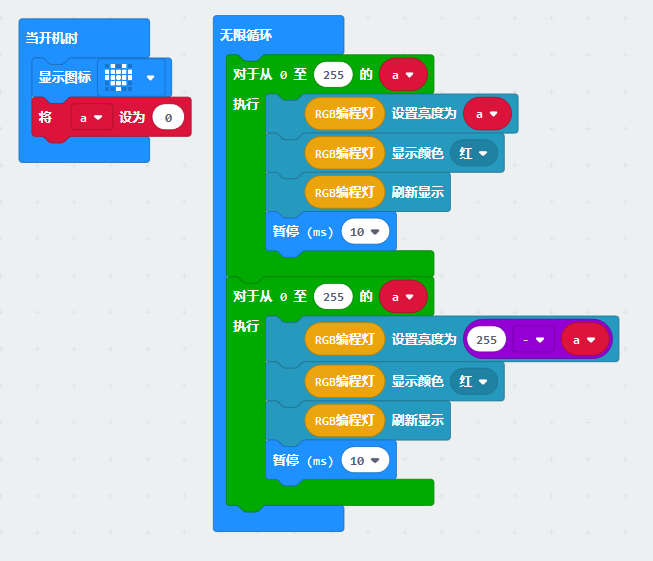 当开机时
显示图标
将 a 设为 0
无限循环
对于从 0 至 255 的 a
执行
RGB编程灯 设置亮度为 a
RGB编程灯 显示颜色 红
RGB编程灯 刷新显示
暂停 (ms) 10
对于从 0 至 255 的 a
执行
RGB编程灯 设置亮度为 255 - a
RGB编程灯 显示颜色 红
RGB编程灯 刷新显示
暂停 (ms) 10